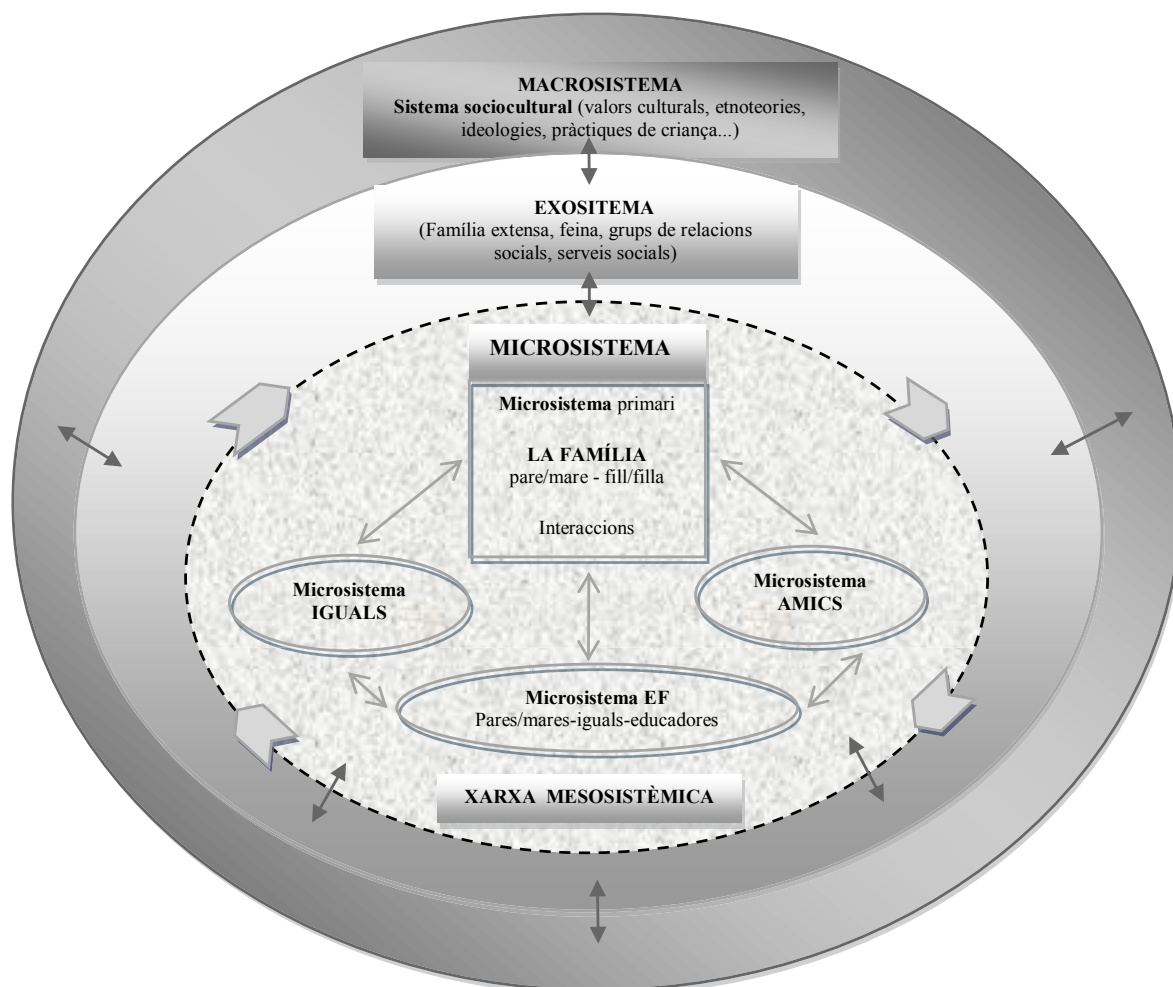 MACROSISTEMA
Sistema sociocultural (valors culturals, etnoteories,
ideologies, pràctiques de criança...)
EXOSITEMA
(Família extensa, feina, grups de relacions
socials, serveis socials)
MICROSISTEMA
Microsistema primari
LA FAMÍLIA
pare/mare - fill/filla
Interaccions
Microsistema
IGUALS
Microsistema
AMICS
Microsistema EF
Pares/mares-iguals-educadores
XARXA MESOSISTÈMICA